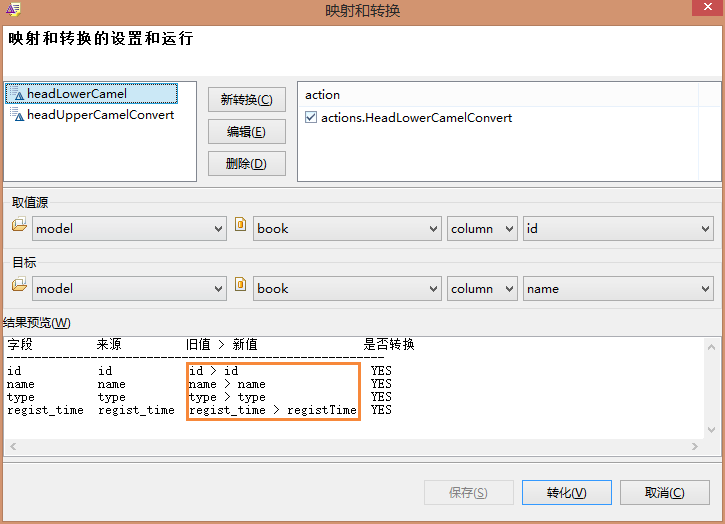 映射和转换
映射和转换的设置和运行
headLowerCamel
headUpperCamelConvert
新转换(C)
编辑(E)
删除(D)
action
actions.HeadLowerCamelConvert
取值源
model book column id
目标
model book column name
结果预览(W)
字段 来源 旧值 > 新值 是否转换
------------------------------------------------------
id id id > id YES
name name name > name YES
type type type > type YES
regist_time regist_time regist_time > registTime YES
保存(S) 转化(V) 取消(C)